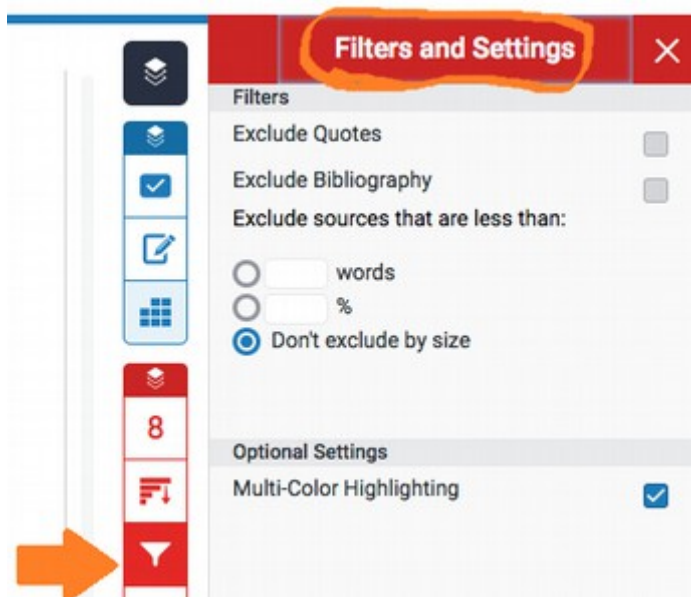 Filters and Settings
Filters
Exclude Quotes
Exclude Bibliography
Exclude sources that are less than:
words
%
Don't exclude by size
8
Optional Settings
Multi-Color Highlighting